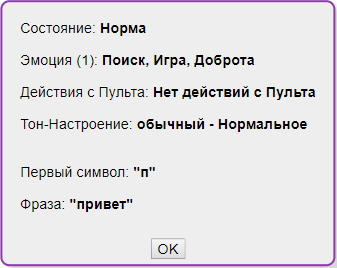 Состояние: Норма
Эмоция (1): Поиск, Игра, Доброта
Действия с Пульта: Нет действий с Пульта
Тон-Настроение: обычный - Нормальное
Первый символ: "п"
Фраза: "привет"
OK